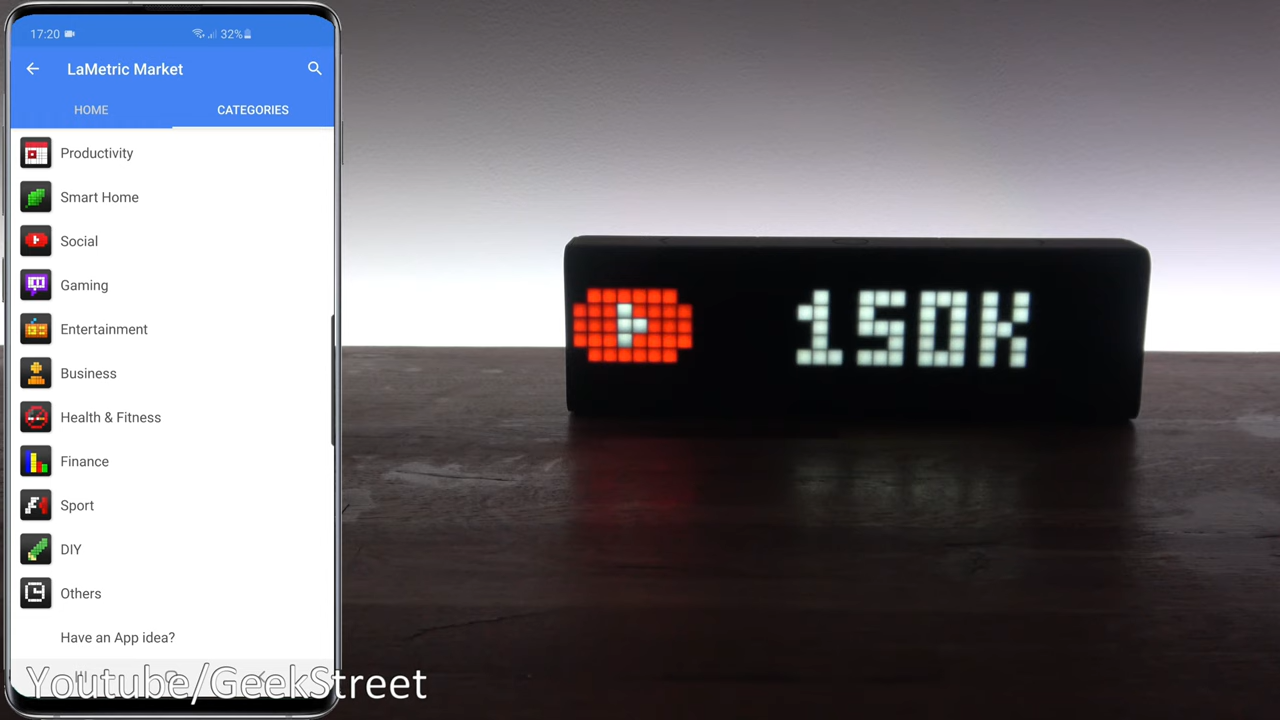 17:20
32%
LaMetric Market
HOME
CATEGORIES
Productivity
Smart Home
Social
Gaming
Entertainment
Business
Health & Fitness
Finance
Sport
DIY
Others
Have an App idea?
150K
Youtube/GeekStreet